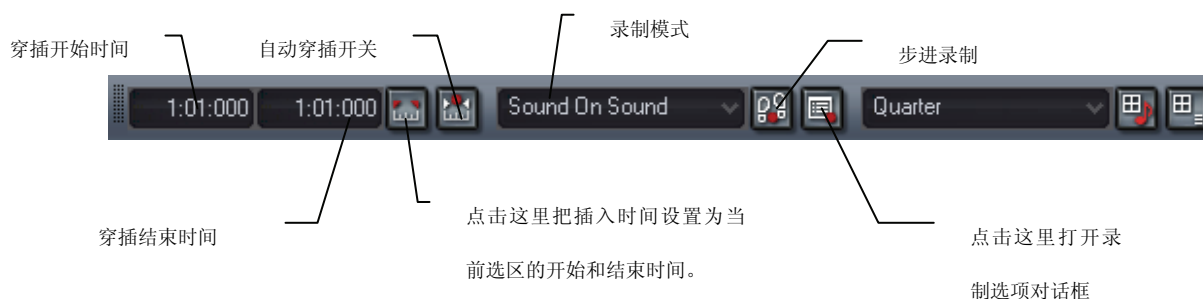 录制模式
穿插开始时间
自动穿插开关
步进录制
1:01:000
1:01:000
Sound On Sound
Quarter
点击这里把插入时间设置为当
前选区的开始和结束时间。
穿插结束时间
点击这里打开录
制选项对话框